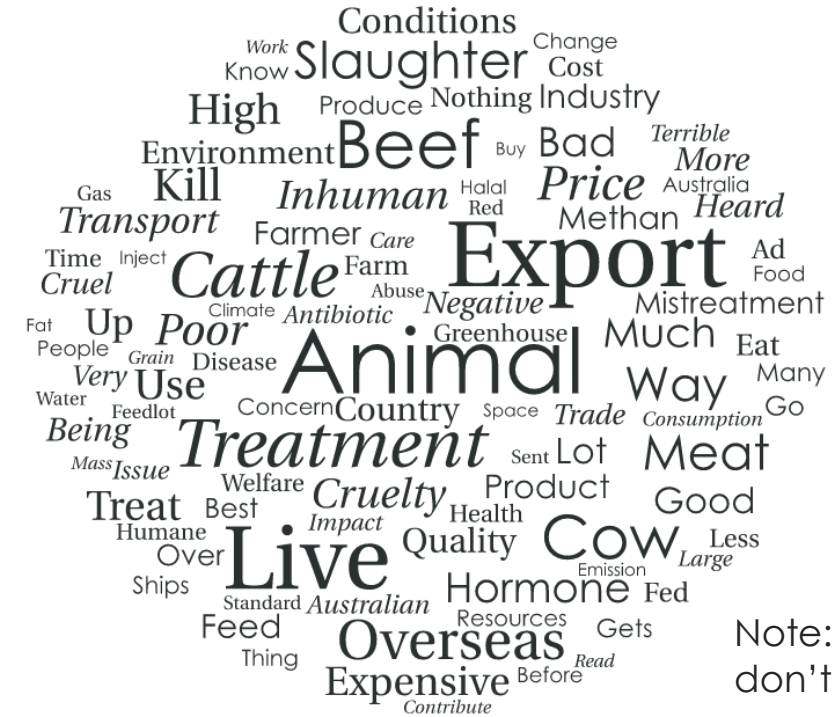 Conditions
Work Slaughter Change
Know Cost
High Produce Nothing Industry
Environment Beef Buy Bad Terrible
More
Gas Kill Inhuman Halal Price Australia
Red Heard
Transport Farmer Care Methan
Export
Time Inject Cattle Farm Ad
Cruel Abuse Food
Climate Antibiotic Negative Mistreatment
Fat Up Poor Greenhouse Much
People Grain Disease Animal Eat
Very Use Way Many
Water Feedlot Concern Country Space Trade Consumption Go
Being Treatment Sent Lot Meat
Mass Issue
Welfare Cruelty Product Good
Treat Best Impact Health
Humane Live Quality Cow Less
Over Large
Ships Emission
Hormone Fed
Standard Australian
Feed Resources Gets
Overseas Note:
Thing Read
Expensive Before don’t
Contribute